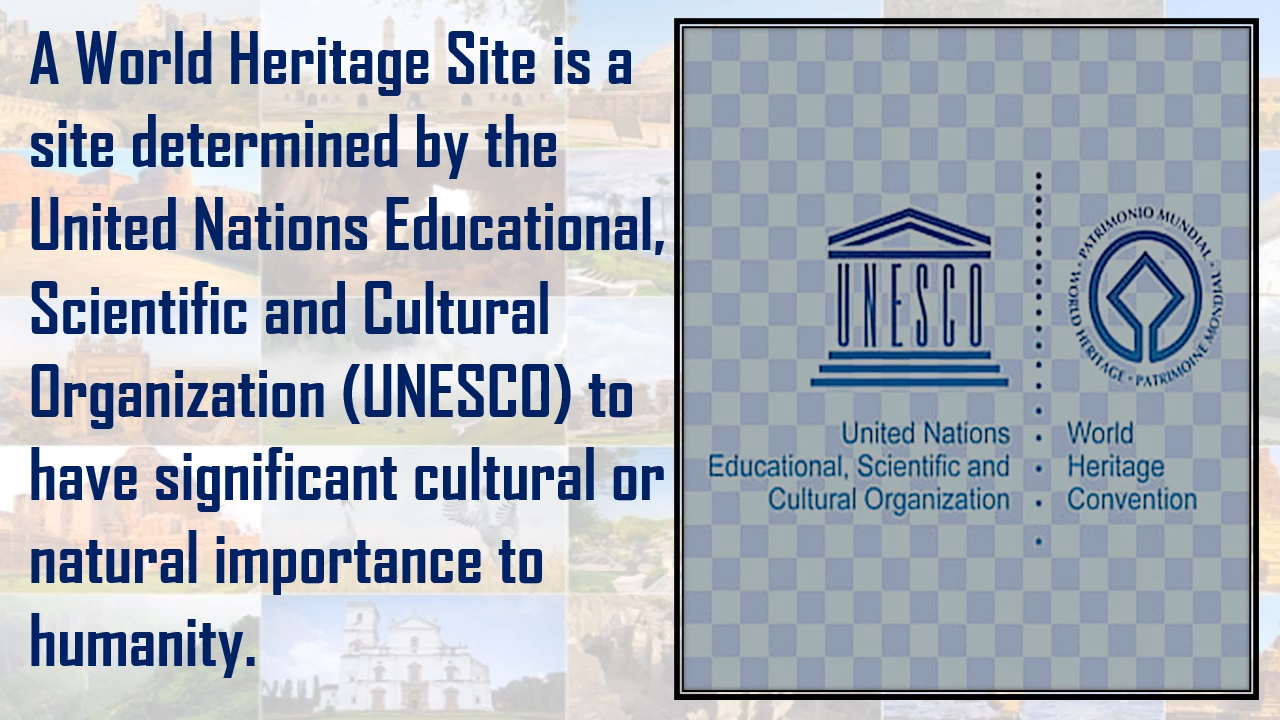 A World Heritage Site is a
site determined by the
United Nations Educational,
Scientific and Cultural
Organization (UNESCO) to
have significant cultural or
natural importance to
humanity.
UNESCO
United Nations
Educational, Scientific and
Cultural Organization
WORLD HERITAGE • PATRIMONIO MUNDIAL • PATRIMOINE MONDIAL •
World
Heritage
Convention